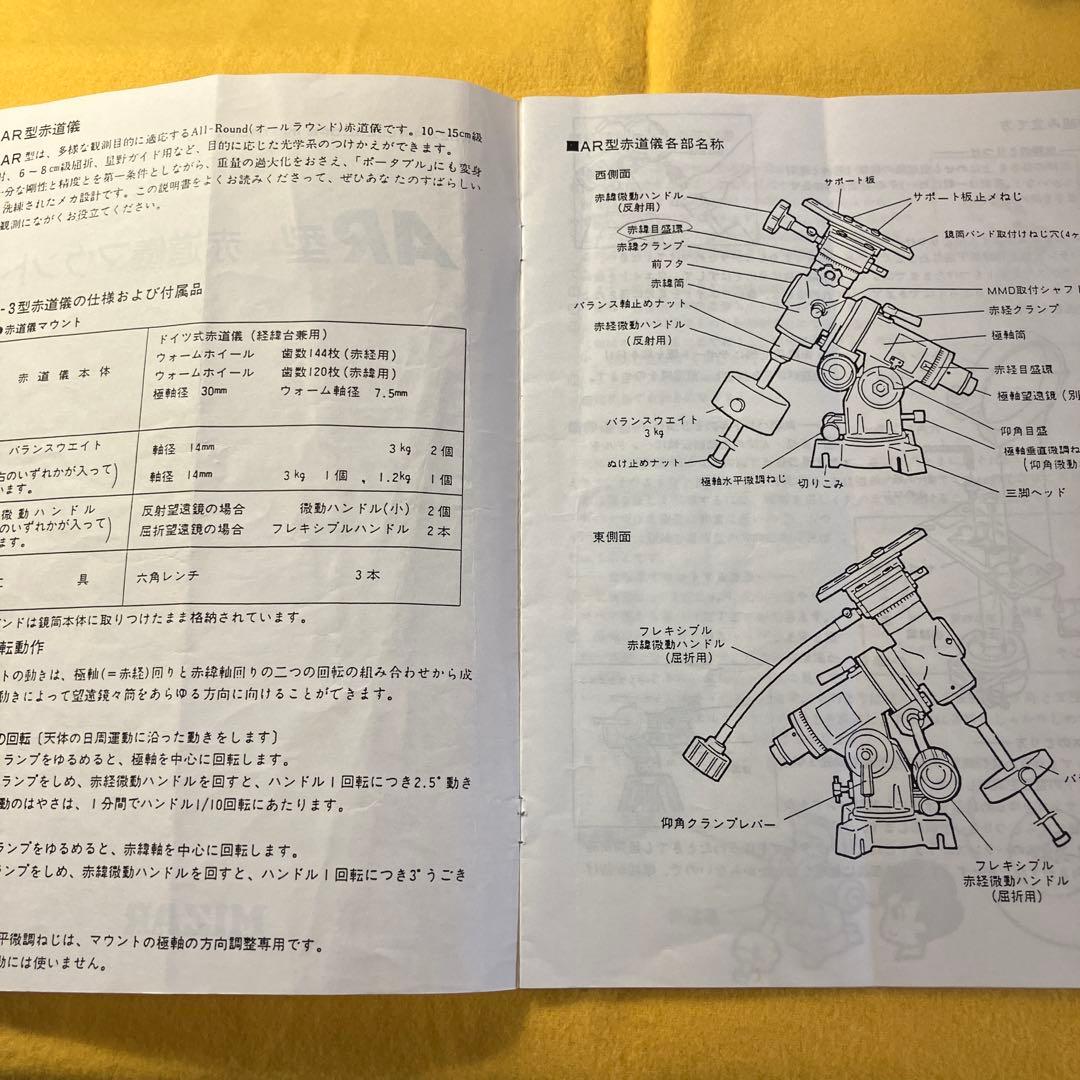 AR型赤道儀
AR型は、多様な観測目的に適応するAll-Round(オールラウンド)赤道儀です。10〜15cm級
6〜8cm級屈折、星野ガイド用など、目的に応じた光学系のつけかえができます。
分な剛性と精度とを第一条件としながら、重量の過大化をおさえ、「ポータブル」にも変身
洗練されたメカ設計です。この説明書をよくお読みくださって、ぜひあなたのすばらしい
観測にながくお役立てください。
-3型赤道儀の仕様および付属品
●赤道儀マウント
赤道儀本体
ドイツ式赤道儀(経緯台兼用)
ウォームホイール 歯数144枚(赤経用)
ウォームホイール 歯数120枚(赤緯用)
極軸径 30mm ウォーム軸径 7.5mm
バランスウエイト
右のいずれかが入って
います。
軸径 14mm 3kg 2個
軸径 14mm 3kg 1個、1.2kg 1個
微動ハンドル
のいずれかが入って
ます。
反射望遠鏡の場合 微動ハンドル(小) 2個
屈折望遠鏡の場合 フレキシブルハンドル 2本
具
六角レンチ 3本
ンドは鏡筒本体に取りつけたまま格納されています。
転動作
トの動きは、極軸(=赤経)回りと赤緯軸回りの二つの回転の組み合わせから成
動きによって望遠鏡々筒をあらゆる方向に向けることができます。
の回転〔天体の日周運動に沿った動きをします〕
ランプをゆるめると、極軸を中心に回転します。
ランプをしめ、赤経微動ハンドルを回すと、ハンドル1回転につき2.5°動き
動のはやさは、1分間でハンドル1/10回転にあたります。
ランプをゆるめると、赤緯軸を中心に回転します。
ランプをしめ、赤緯微動ハンドルを回すと、ハンドル1回転につき3°うごき
平微調ねじは、マウントの極軸の方向調整専用です。
動には使いません。
■AR型赤道儀各部名称
西側面
サポート板
赤緯微動ハンドル
(反射用)
サポート板止メねじ
赤緯目盛環
鏡筒バンド取付けねじ穴(4ヶ
赤緯クランプ
前フタ
赤緯筒
MMD取付シャフト
バランス軸止めナット
赤経クランプ
赤経微動ハンドル
(反射用)
極軸筒
赤経目盛環
極軸望遠鏡(別
バランスウエイト
3kg
仰角目盛
極軸垂直微調ね
(仰角微動
ぬけ止めナット
極軸水平微調ねじ
切りこみ
三脚ヘッド
東側面
フレキシブル
赤緯微動ハンドル
(屈折用)
バラ
仰角クランプレバー
フレキシブル
赤経微動ハンドル
(屈折用)